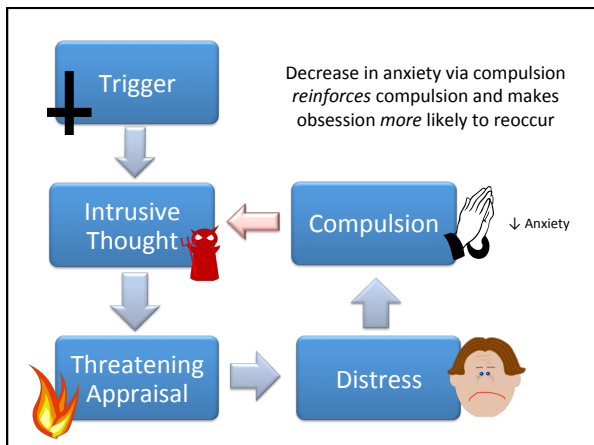 Trigger
Decrease in anxiety via compulsion
reinforces compulsion and makes
obsession more likely to reoccur
Intrusive
Thought
Compulsion
↓ Anxiety
Threatening
Appraisal
Distress